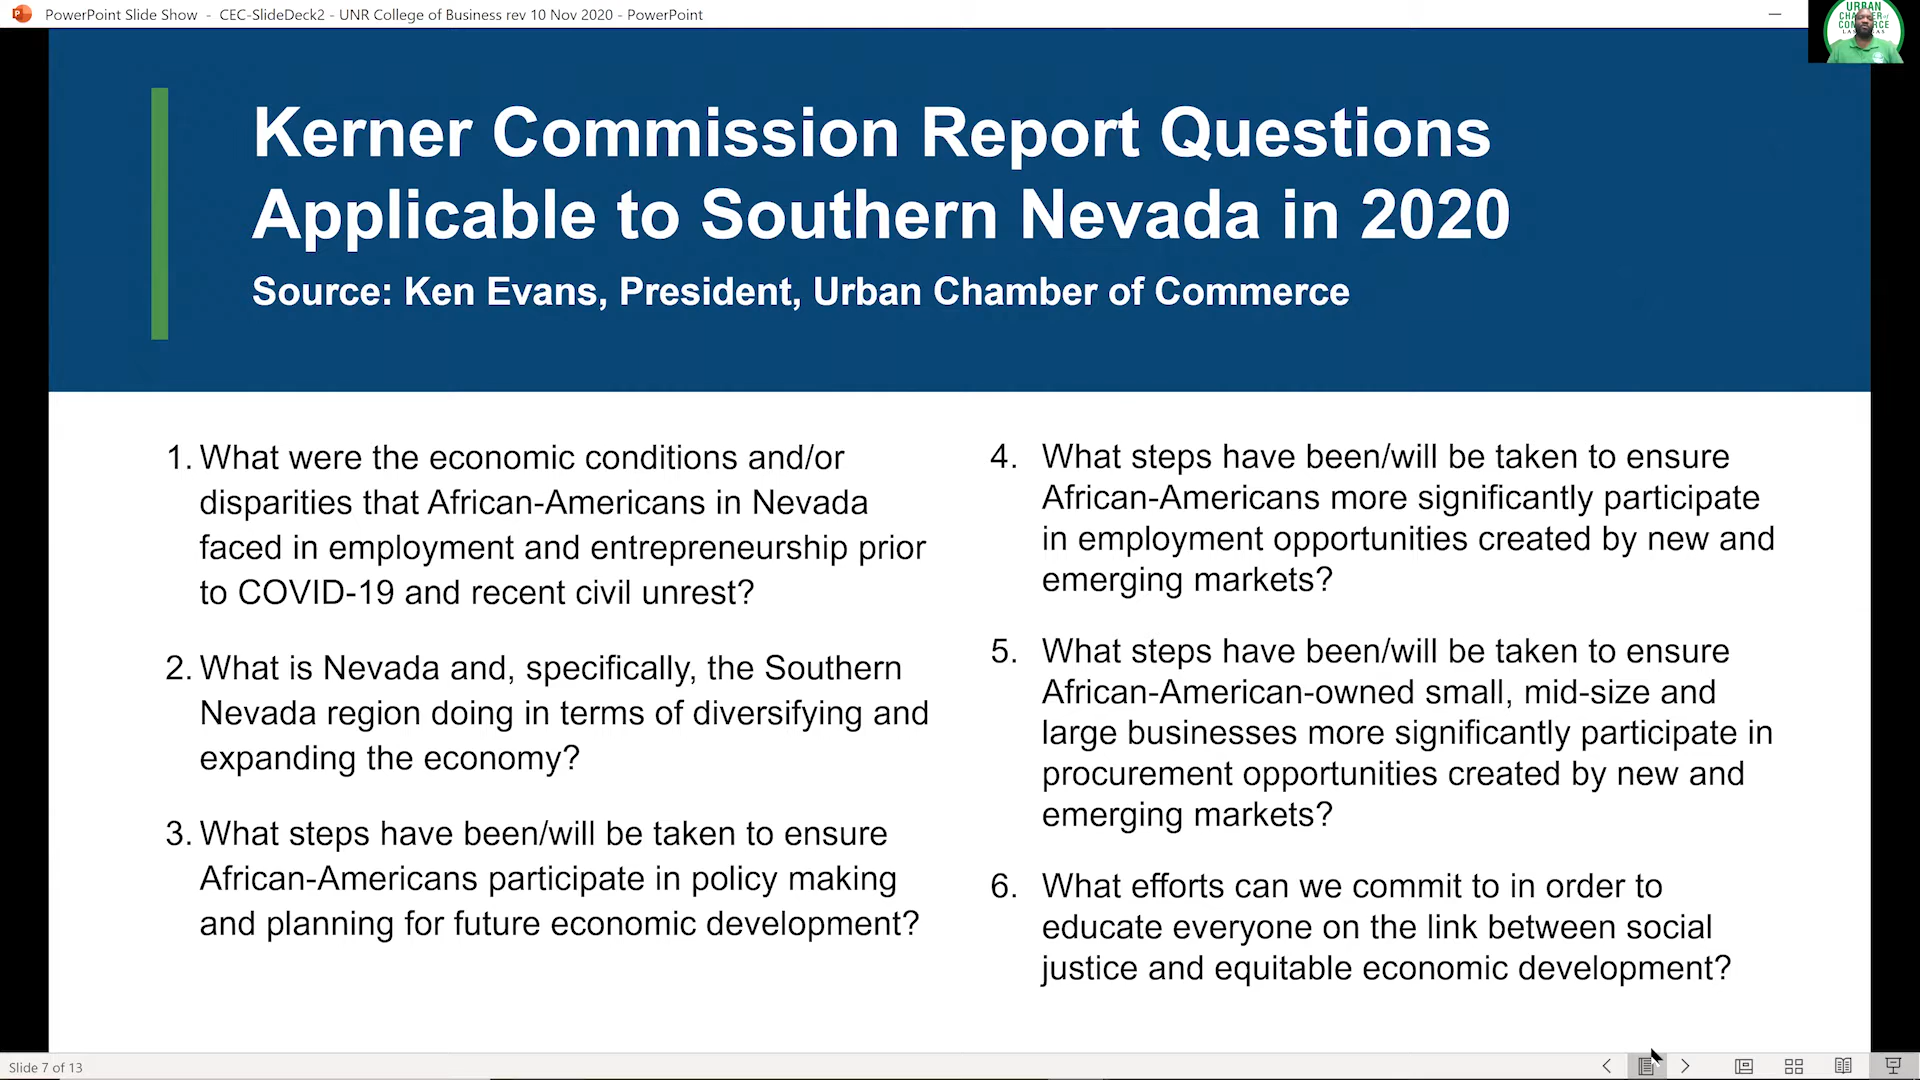 PowerPoint Slide Show - CEC-SlideDeck2 - UNR College of Business rev 10 Nov 2020 - PowerPoint
URBAN
CHAMBER of
COMMERCE
Kerner Commission Report Questions
Applicable to Southern Nevada in 2020
Source: Ken Evans, President, Urban Chamber of Commerce
1. What were the economic conditions and/or
disparities that African-Americans in Nevada
faced in employment and entrepreneurship prior
to COVID-19 and recent civil unrest?
2. What is Nevada and, specifically, the Southern
Nevada region doing in terms of diversifying and
expanding the economy?
3. What steps have been/will be taken to ensure
African-Americans participate in policy making
and planning for future economic development?
4. What steps have been/will be taken to ensure
African-Americans more significantly participate
in employment opportunities created by new and
emerging markets?
5. What steps have been/will be taken to ensure
African-American-owned small, mid-size and
large businesses more significantly participate in
procurement opportunities created by new and
emerging markets?
6. What efforts can we commit to in order to
educate everyone on the link between social
justice and equitable economic development?
Slide 7 of 13